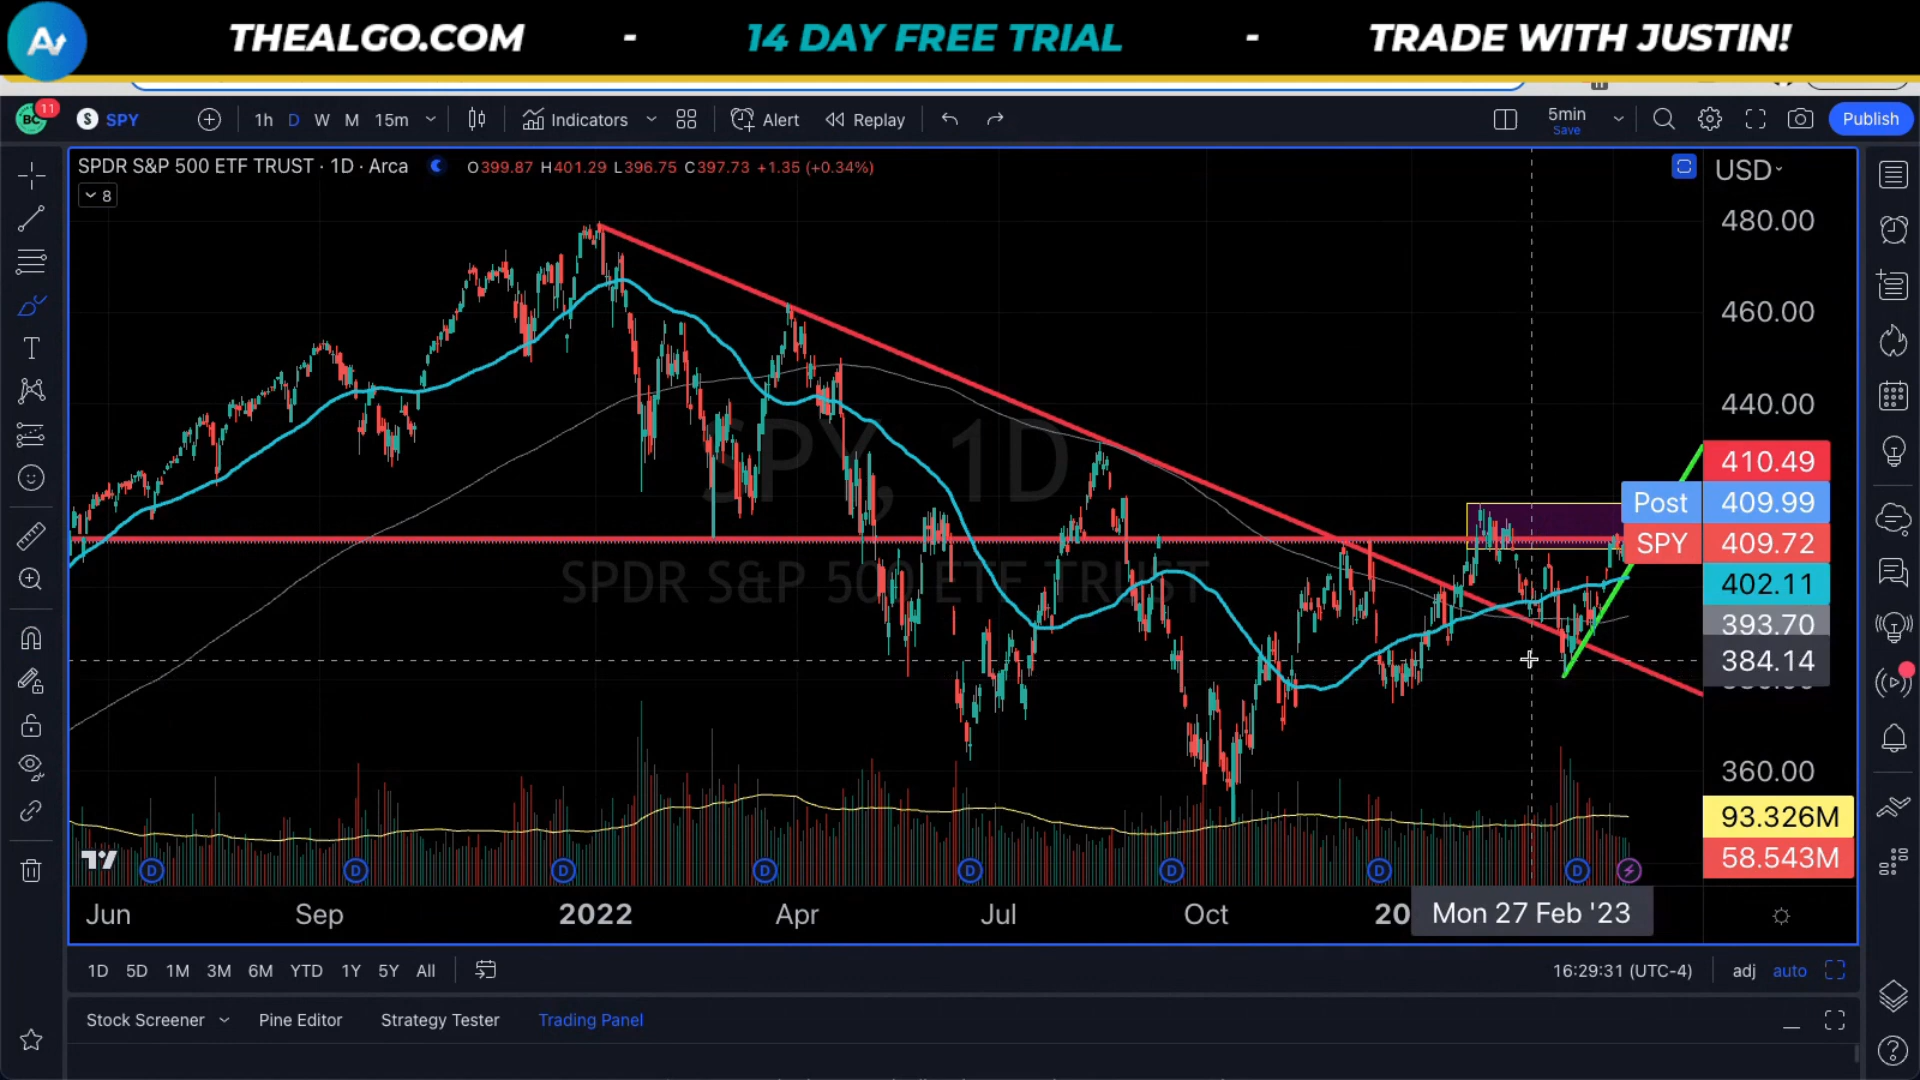 THEALGO.COM - 14 DAY FREE TRIAL - TRADE WITH JUSTIN!
BC 11 S SPY 1h D W M 15m Indicators Alert Replay 5min Save Publish
SPDR S&P 500 ETF TRUST · 1D · Arca O399.87 H401.29 L396.75 C397.73 +1.35 (+0.34%) USD
8
480.00
460.00
440.00
SPY, 1D
410.49
Post 409.99
SPY 409.72
SPDR S&P 500 ETF TRUST
402.11
393.70
384.14
360.00
93.326M
58.543M
D D D D D D D D
Jun Sep 2022 Apr Jul Oct 20 Mon 27 Feb '23
1D 5D 1M 3M 6M YTD 1Y 5Y All 16:29:31 (UTC-4) adj auto
Stock Screener Pine Editor Strategy Tester Trading Panel